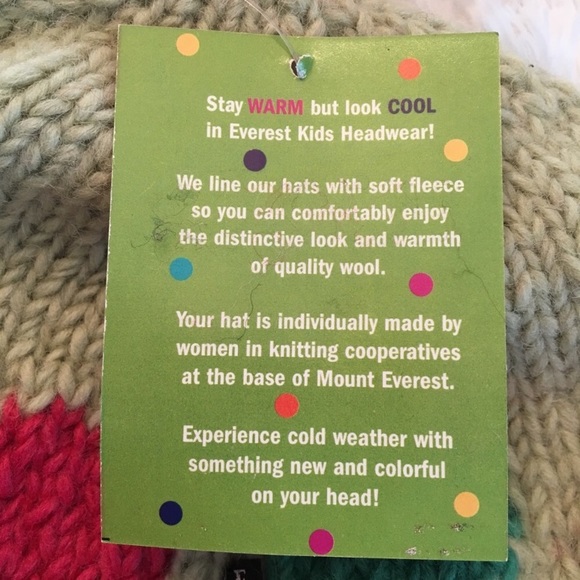 Stay WARM but look COOL
in Everest Kids Headwear!
We line our hats with soft fleece
so you can comfortably enjoy
the distinctive look and warmth
of quality wool.
Your hat is individually made by
women in knitting cooperatives
at the base of Mount Everest.
Experience cold weather with
something new and colorful
on your head!